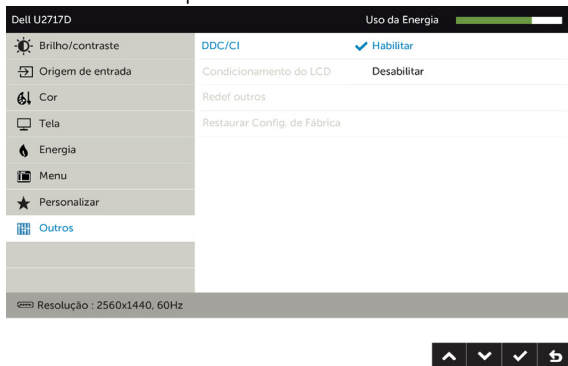 Dell U2717D Uso da Energia
Brilho/contraste
Origem de entrada
Cor
Tela
Energia
Menu
Personalizar
Outros
DDC/CI Habilitar
Condicionamento do LCD Desabilitar
Redef outros
Restaurar Config. de Fábrica
Resolução : 2560x1440, 60Hz